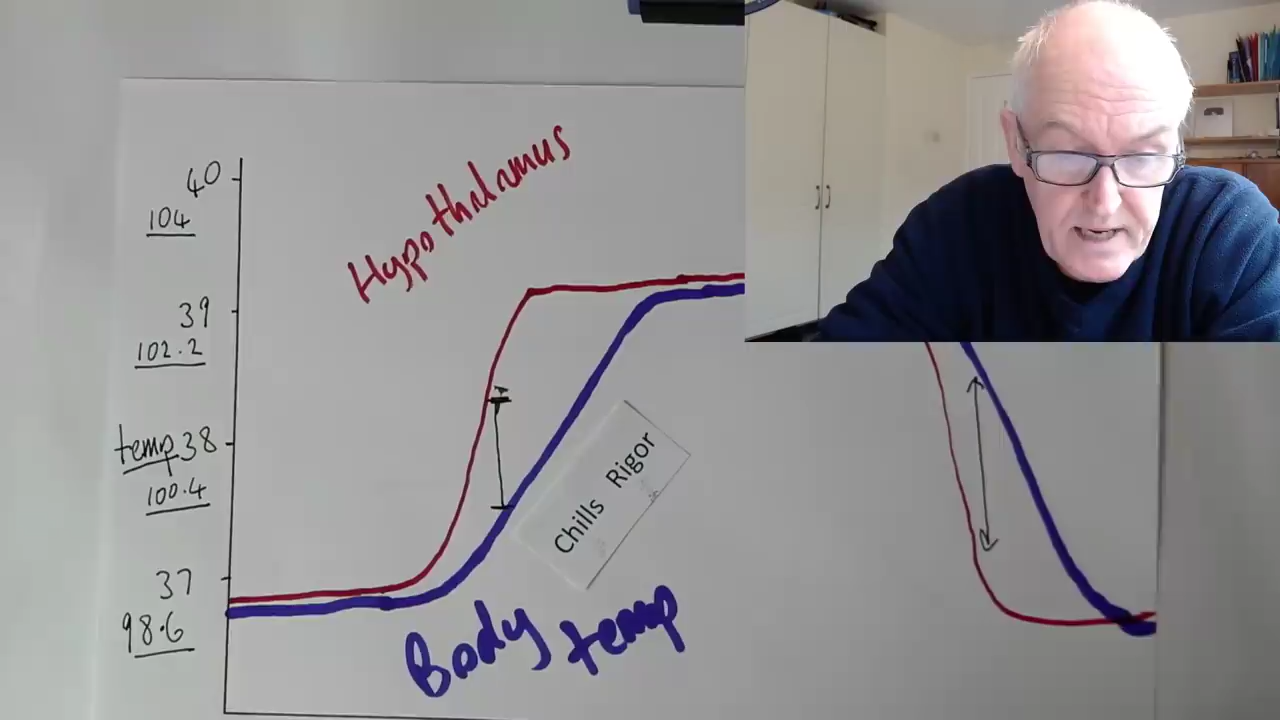 40
104
39
102.2
temp 38
100.4
37
98.6
Hypothalamus
Chills Rigor
Body temp